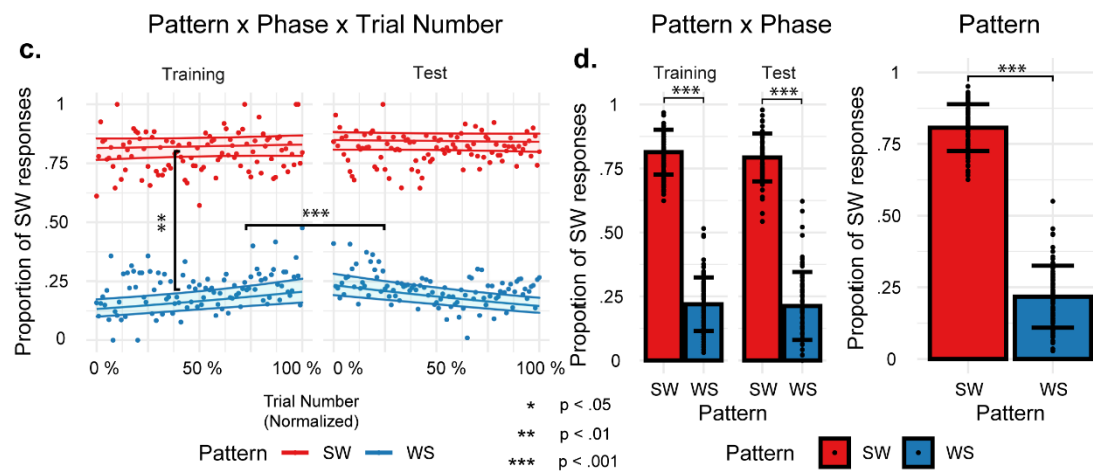 Pattern x Phase x Trial Number
c.
Training
Test
Proportion of SW responses
1
.75
.50
.25
0
**
***
0 %
50 %
100 %
0 %
50 %
100 %
Trial Number
(Normalized)
Pattern
SW
WS
* p < .05
** p < .01
*** p < .001
Pattern x Phase
d.
Training
Test
***
***
Proportion of SW responses
1
.75
.50
.25
0
SW
WS
SW
WS
Pattern
Pattern
***
Proportion of SW responses
1
.75
.50
.25
0
SW
WS
Pattern
Pattern
SW
WS